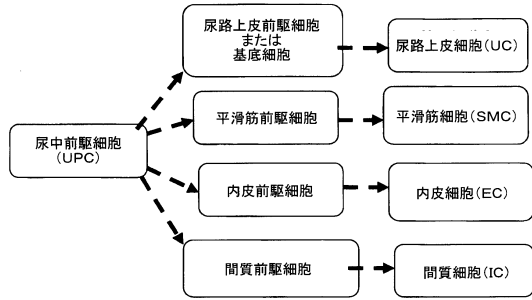 尿路上皮前駆細胞
または
基底細胞
尿路上皮細胞(UC)
平滑筋前駆細胞
平滑筋細胞(SMC)
尿中前駆細胞
(UPC)
内皮前駆細胞
内皮細胞(EC)
間質前駆細胞
間質細胞(IC)